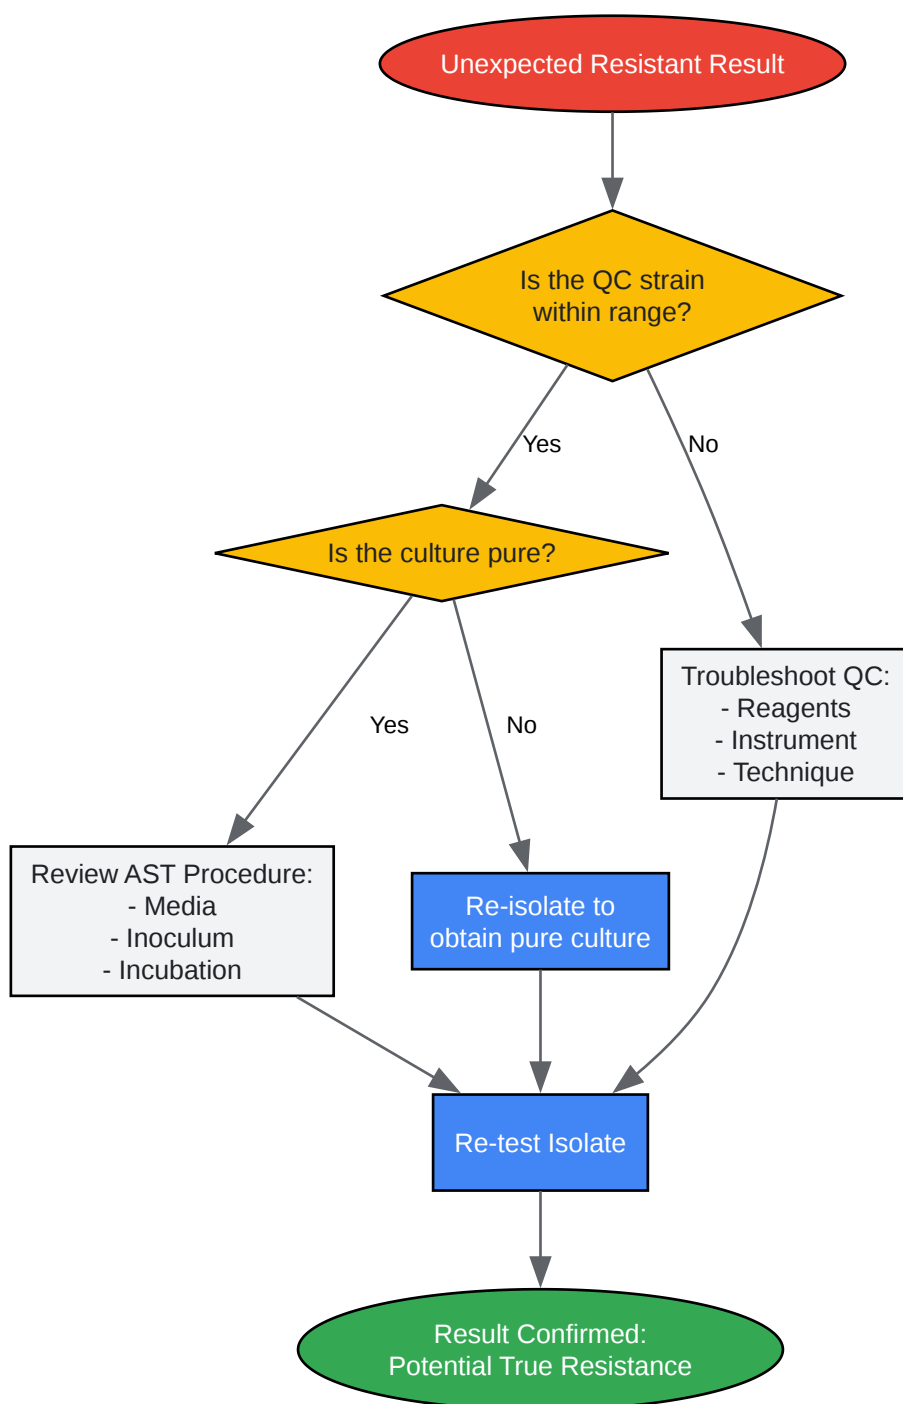 Unexpected Resistant Result
Is the QC strain
within range?
Yes
No
Is the culture pure?
Troubleshoot QC:
- Reagents
- Instrument
- Technique
Yes
No
Review AST Procedure:
- Media
- Inoculum
- Incubation
Re-isolate to
obtain pure culture
Re-test Isolate
Result Confirmed:
Potential True Resistance